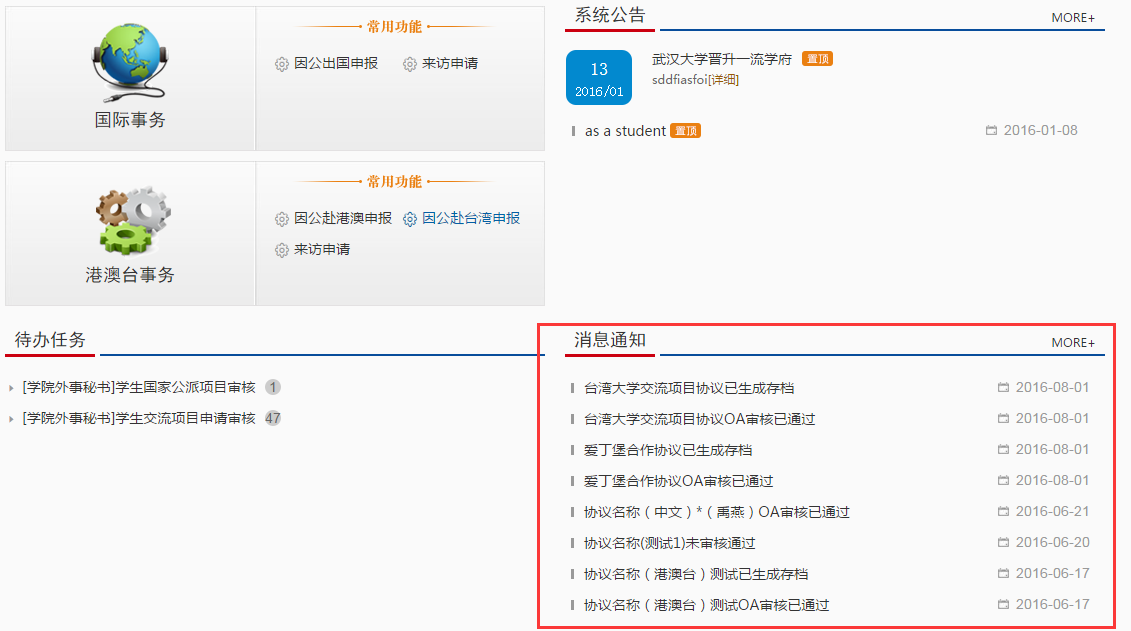 国际事务
常用功能
因公出国申报 来访申请
港澳台事务
常用功能
因公赴港澳申报 因公赴台湾申报
来访申请
系统公告 MORE+
13
2016/01
武汉大学晋升一流学府 置顶
sddfiasfoi[详细]
as a student 置顶 2016-01-08
待办任务
[学院外事秘书]学生国家公派项目审核 1
[学院外事秘书]学生交流项目申请审核 47
消息通知 MORE+
台湾大学交流项目协议已生成存档 2016-08-01
台湾大学交流项目协议OA审核已通过 2016-08-01
爱丁堡合作协议已生成存档 2016-08-01
爱丁堡合作协议OA审核已通过 2016-08-01
协议名称（中文）*（禹燕）OA审核已通过 2016-06-21
协议名称(测试1)未审核通过 2016-06-20
协议名称（港澳台）测试已生成存档 2016-06-17
协议名称（港澳台）测试OA审核已通过 2016-06-17